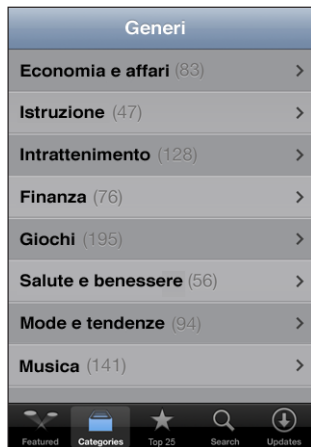 Generi
Economia e affari (83)
Istruzione (47)
Intrattenimento (128)
Finanza (76)
Giochi (195)
Salute e benessere (56)
Mode e tendenze (94)
Musica (141)
Featured Categories Top 25 Search Updates